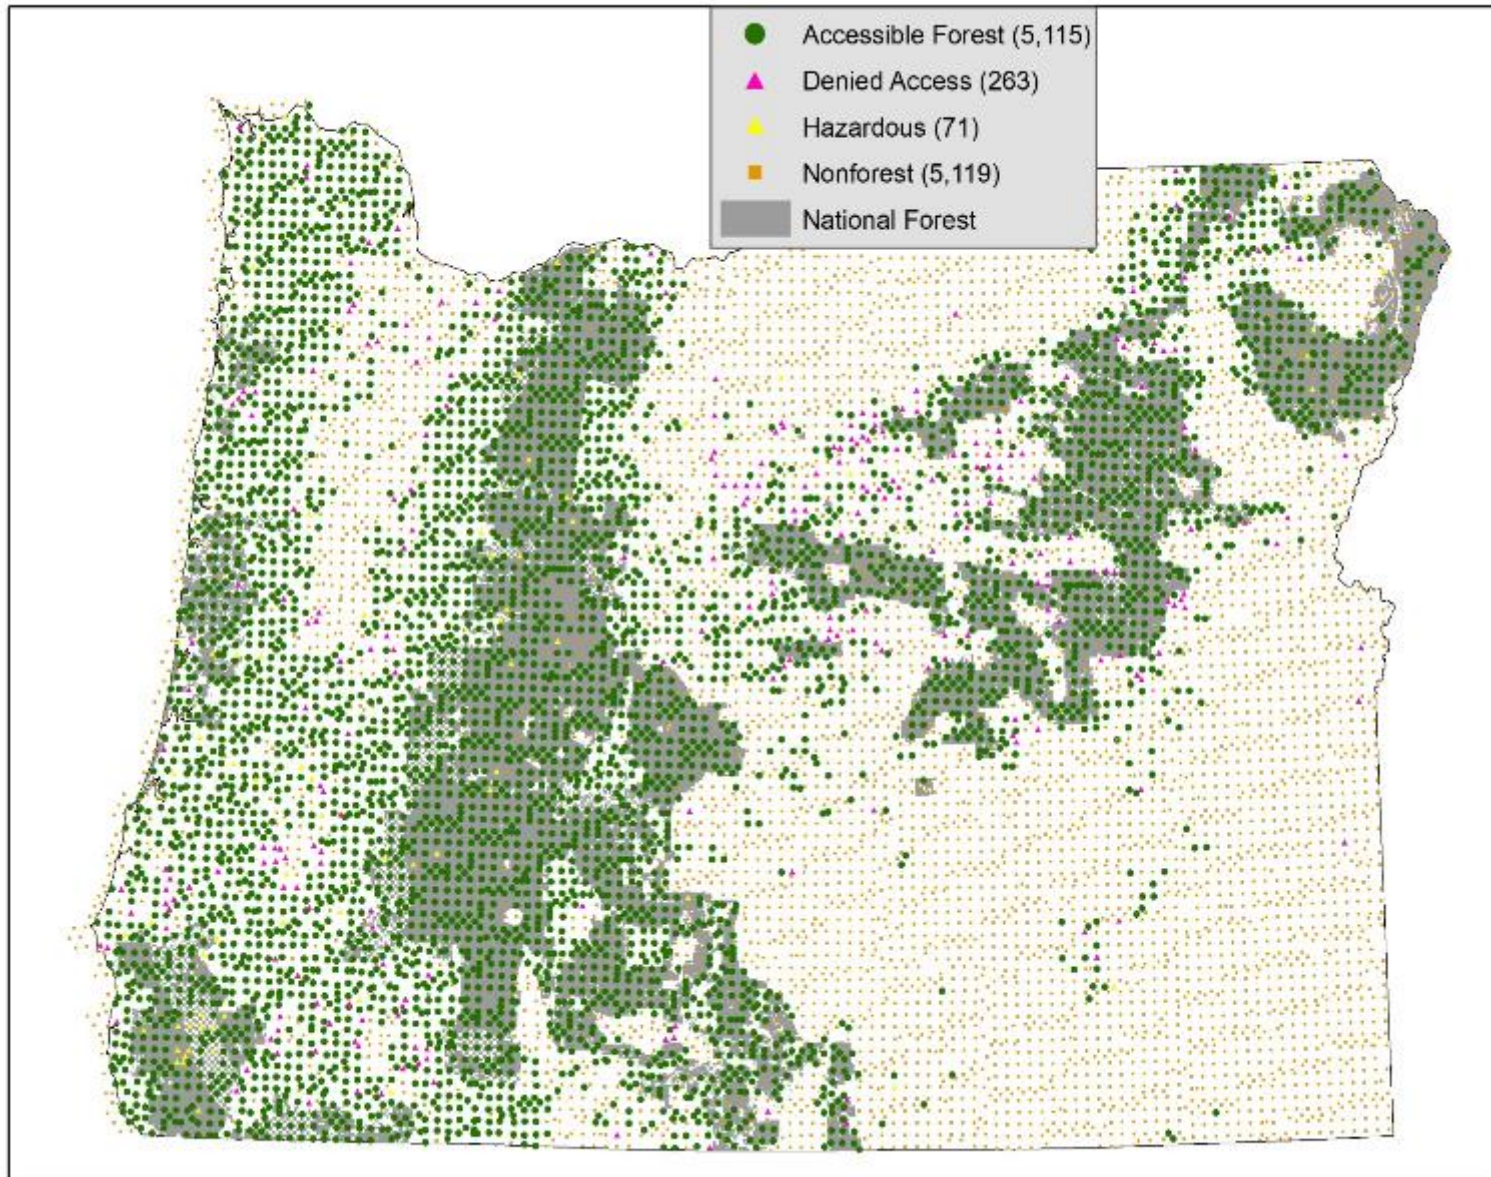 Accessible Forest (5,115)
Denied Access (263)
Hazardous (71)
Nonforest (5,119)
National Forest